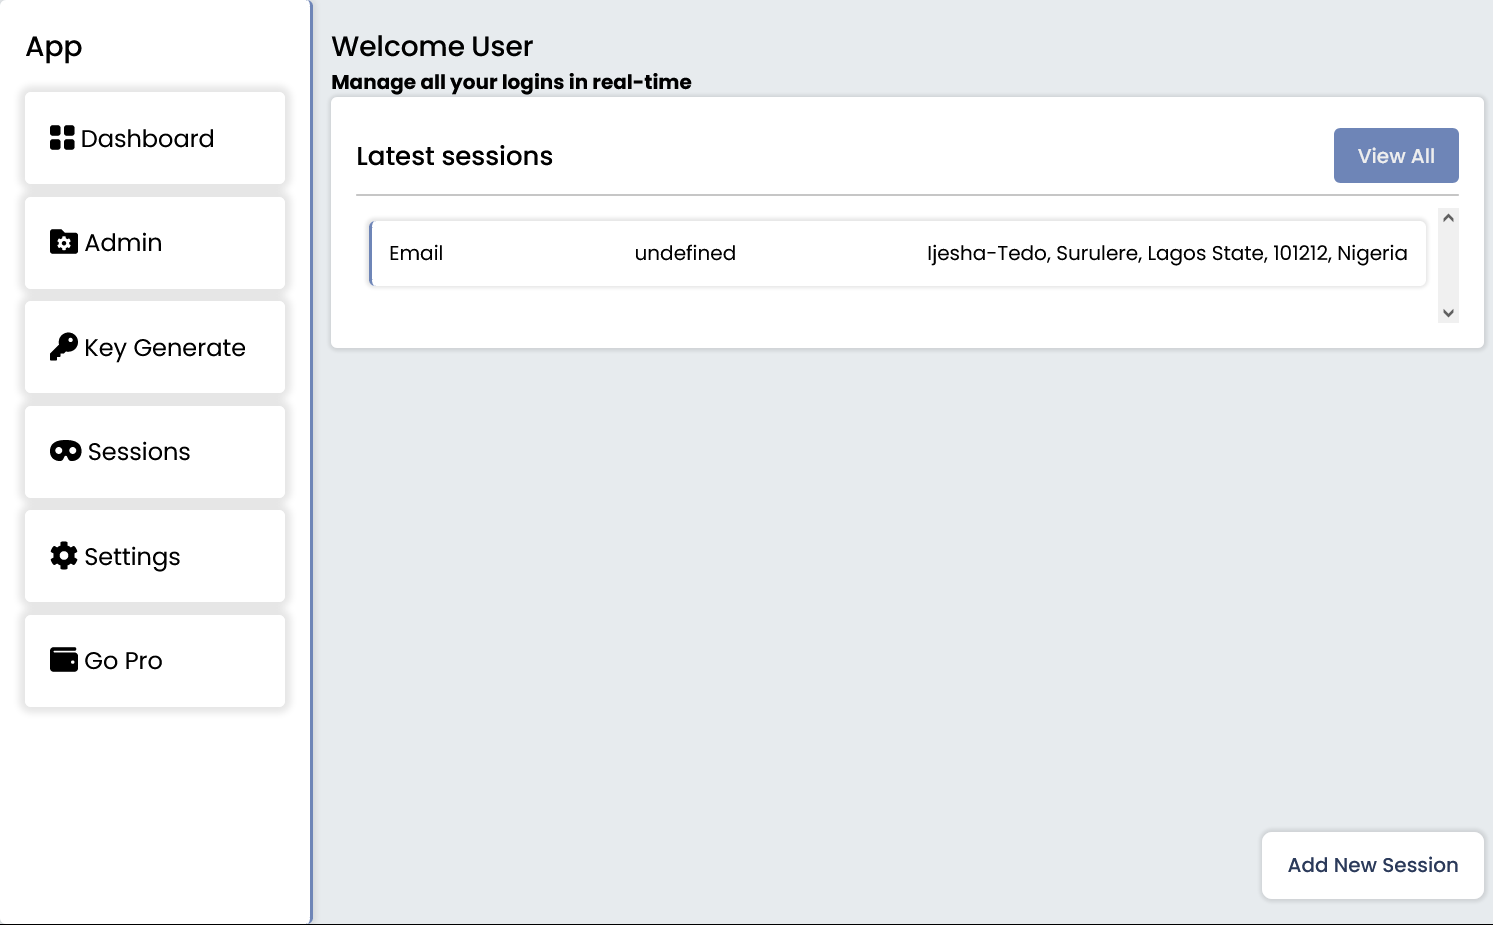 App
Dashboard
Admin
Key Generate
Sessions
Settings
Go Pro
Welcome User
Manage all your logins in real-time
Latest sessions
View All
Email undefined Ijesha-Tedo, Surulere, Lagos State, 101212, Nigeria
Add New Session